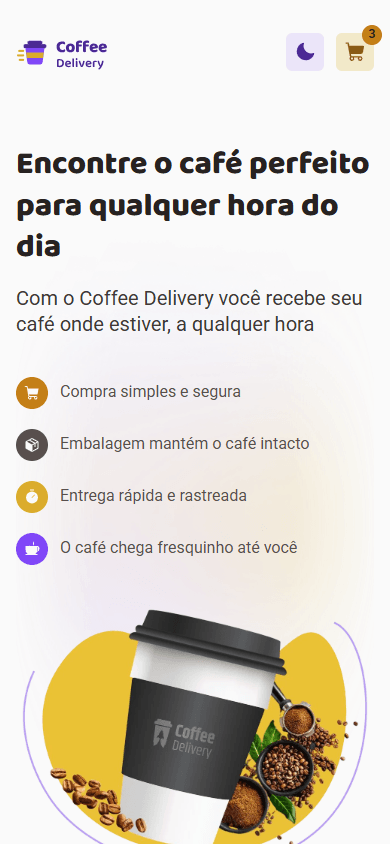 Coffee
Delivery
3
Encontre o café perfeito
para qualquer hora do
dia
Com o Coffee Delivery você recebe seu
café onde estiver, a qualquer hora
Compra simples e segura
Embalagem mantém o café intacto
Entrega rápida e rastreada
O café chega fresquinho até você
Coffee
Delivery